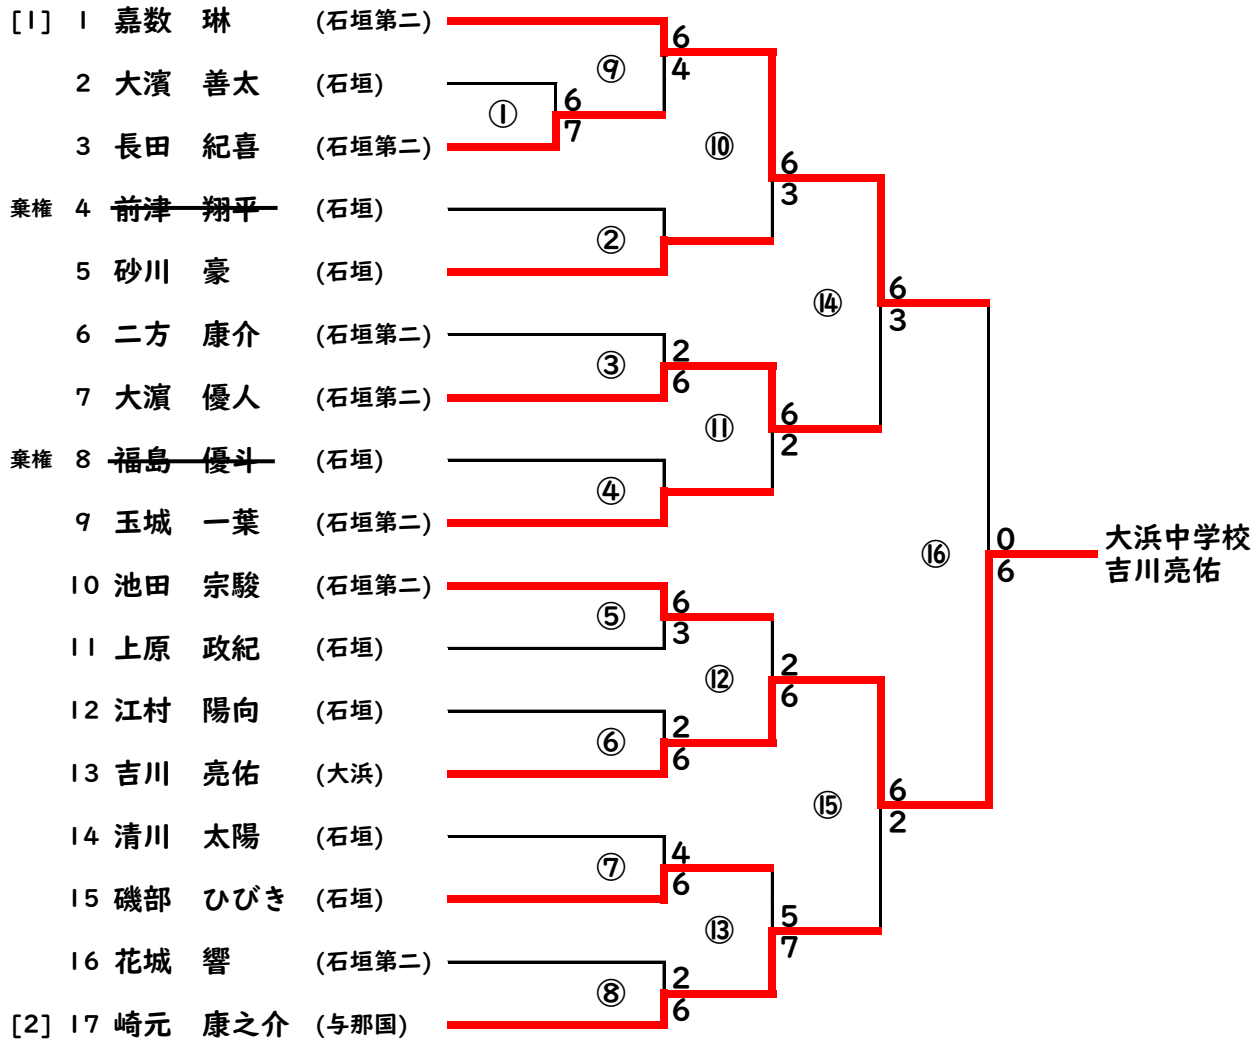 [1] 1 嘉数 琳 (石垣第二)
6
⑨
4
2 大濱 善太 (石垣)
6
①
7
3 長田 紀喜 (石垣第二)
⑩
6
3
棄権 4 前津 翔平 (石垣)
②
5 砂川 豪 (石垣)
6
⑭
3
6 二方 康介 (石垣第二)
2
③
6
7 大濵 優人 (石垣第二)
6
⑪
2
棄権 8 福島 優斗 (石垣)
④
9 玉城 一葉 (石垣第二)
0
⑯
6
大浜中学校
吉川亮佑
10 池田 宗駿 (石垣第二)
6
⑤
3
11 上原 政紀 (石垣)
2
⑫
6
12 江村 陽向 (石垣)
2
⑥
6
13 吉川 亮佑 (大浜)
6
⑮
2
14 清川 太陽 (石垣)
4
⑦
6
15 磯部 ひびき (石垣)
5
⑬
7
16 花城 響 (石垣第二)
2
⑧
6
[2] 17 崎元 康之介 (与那国)